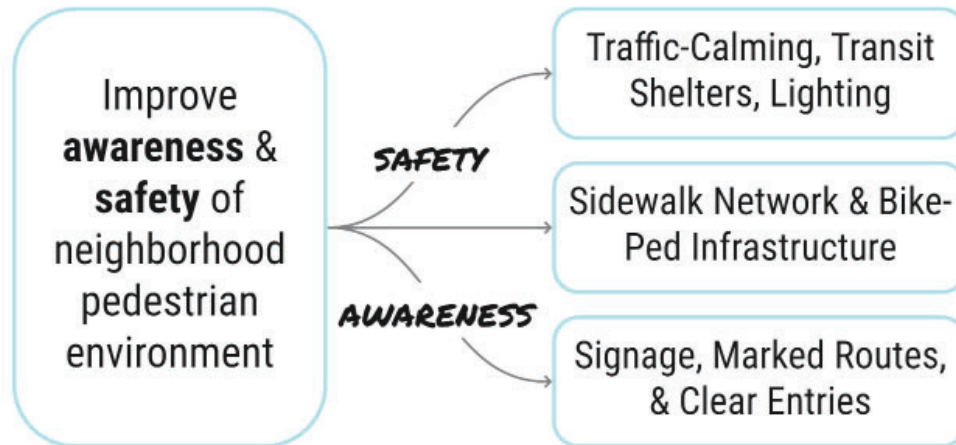 Improve
awareness &
safety of
neighborhood
pedestrian
environment
SAFETY
AWARENESS
Traffic-Calming, Transit
Shelters, Lighting
Sidewalk Network & Bike-
Ped Infrastructure
Signage, Marked Routes,
& Clear Entries